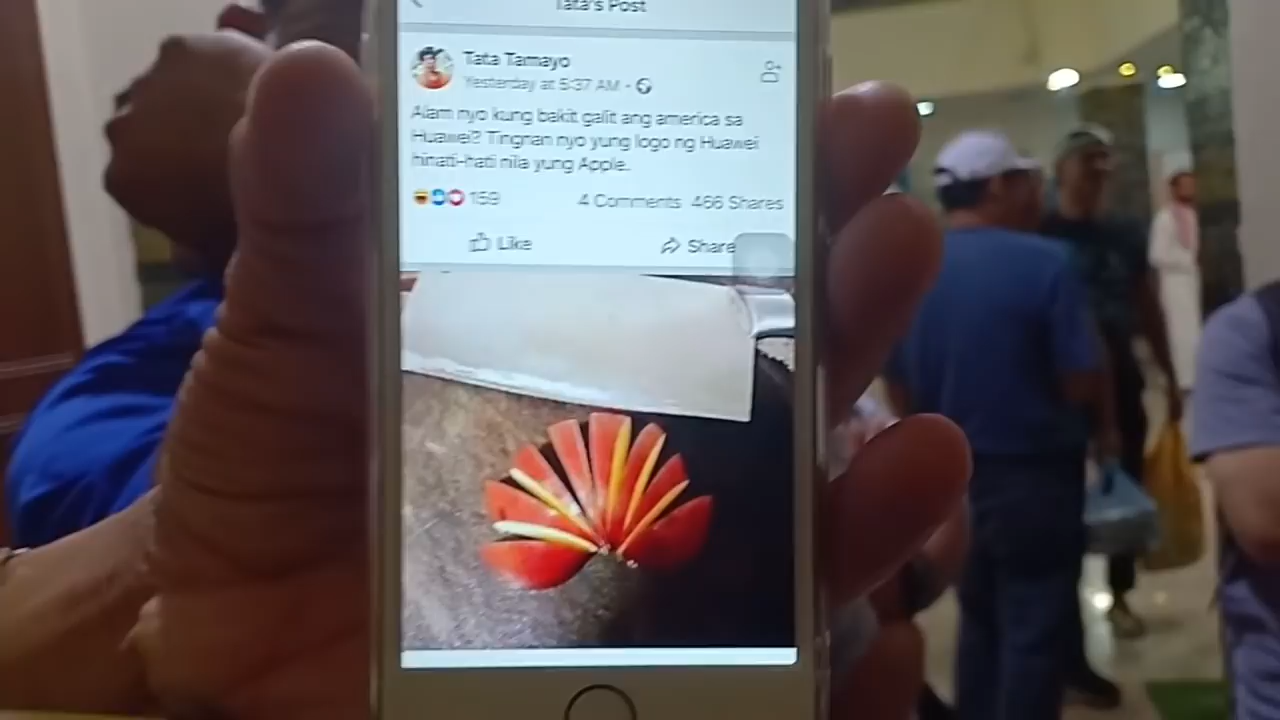 Tata's Post
Tata Tamayo
Yesterday at 5:37 AM •
Alam nyo kung bakit galit ang america sa
Huawei? Tingnan nyo yung logo ng Huawei
hinati-hati nila yung Apple.
159
4 Comments 466 Shares
Like
Share